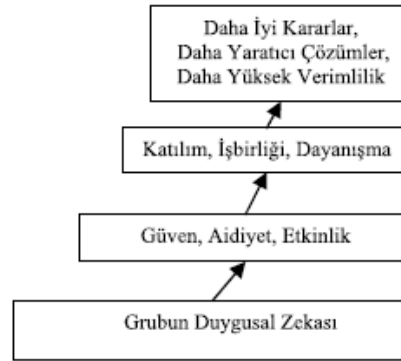 Daha İyi Kararlar,
Daha Yaratıcı Çözümler,
Daha Yüksek Verimlilik
Katılım, İşbirliği, Dayanışma
Güven, Aidiyet, Etkinlik
Grubun Duygusal Zekası